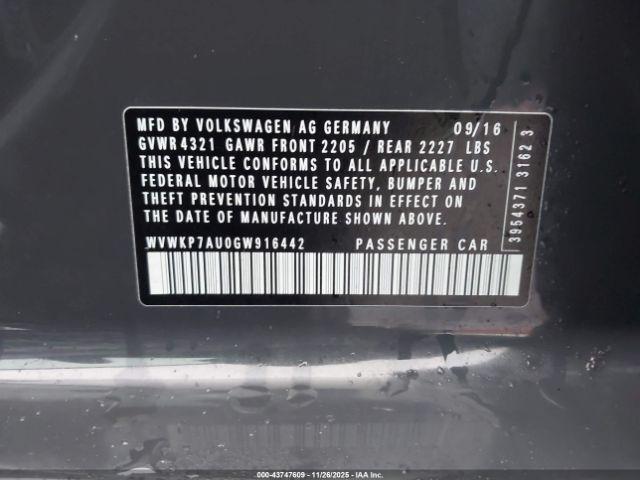 MFD BY VOLKSWAGEN AG GERMANY 09/16
GVWR 4321 GAWR FRONT 2205 / REAR 2227 LBS
THIS VEHICLE CONFORMS TO ALL APPLICABLE U.S.
FEDERAL MOTOR VEHICLE SAFETY, BUMPER AND
THEFT PREVENTION STANDARDS IN EFFECT ON THE
DATE OF MANUFACTURE SHOWN ABOVE.
WVWKP7AU0GW916442 PASSENGER CAR
3954371 3162 3
000-43747609 - 11/26/2025 - IAA Inc.